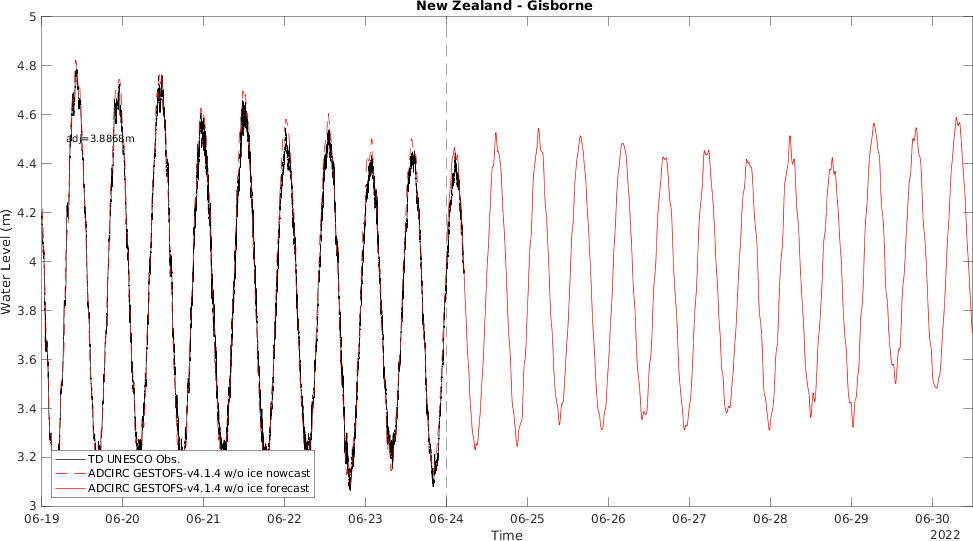 New Zealand - Gisborne
5
4.8
4.6
4.4
4.2
4
3.8
3.6
3.4
3.2
3
Water Level (m)
adj=3.8868m
TD UNESCO Obs.
ADCIRC GESTOFS-v4.1.4 w/o ice nowcast
ADCIRC GESTOFS-v4.1.4 w/o ice forecast
06-19 06-20 06-21 06-22 06-23 06-24 06-25 06-26 06-27 06-28 06-29 06-30
Time
2022